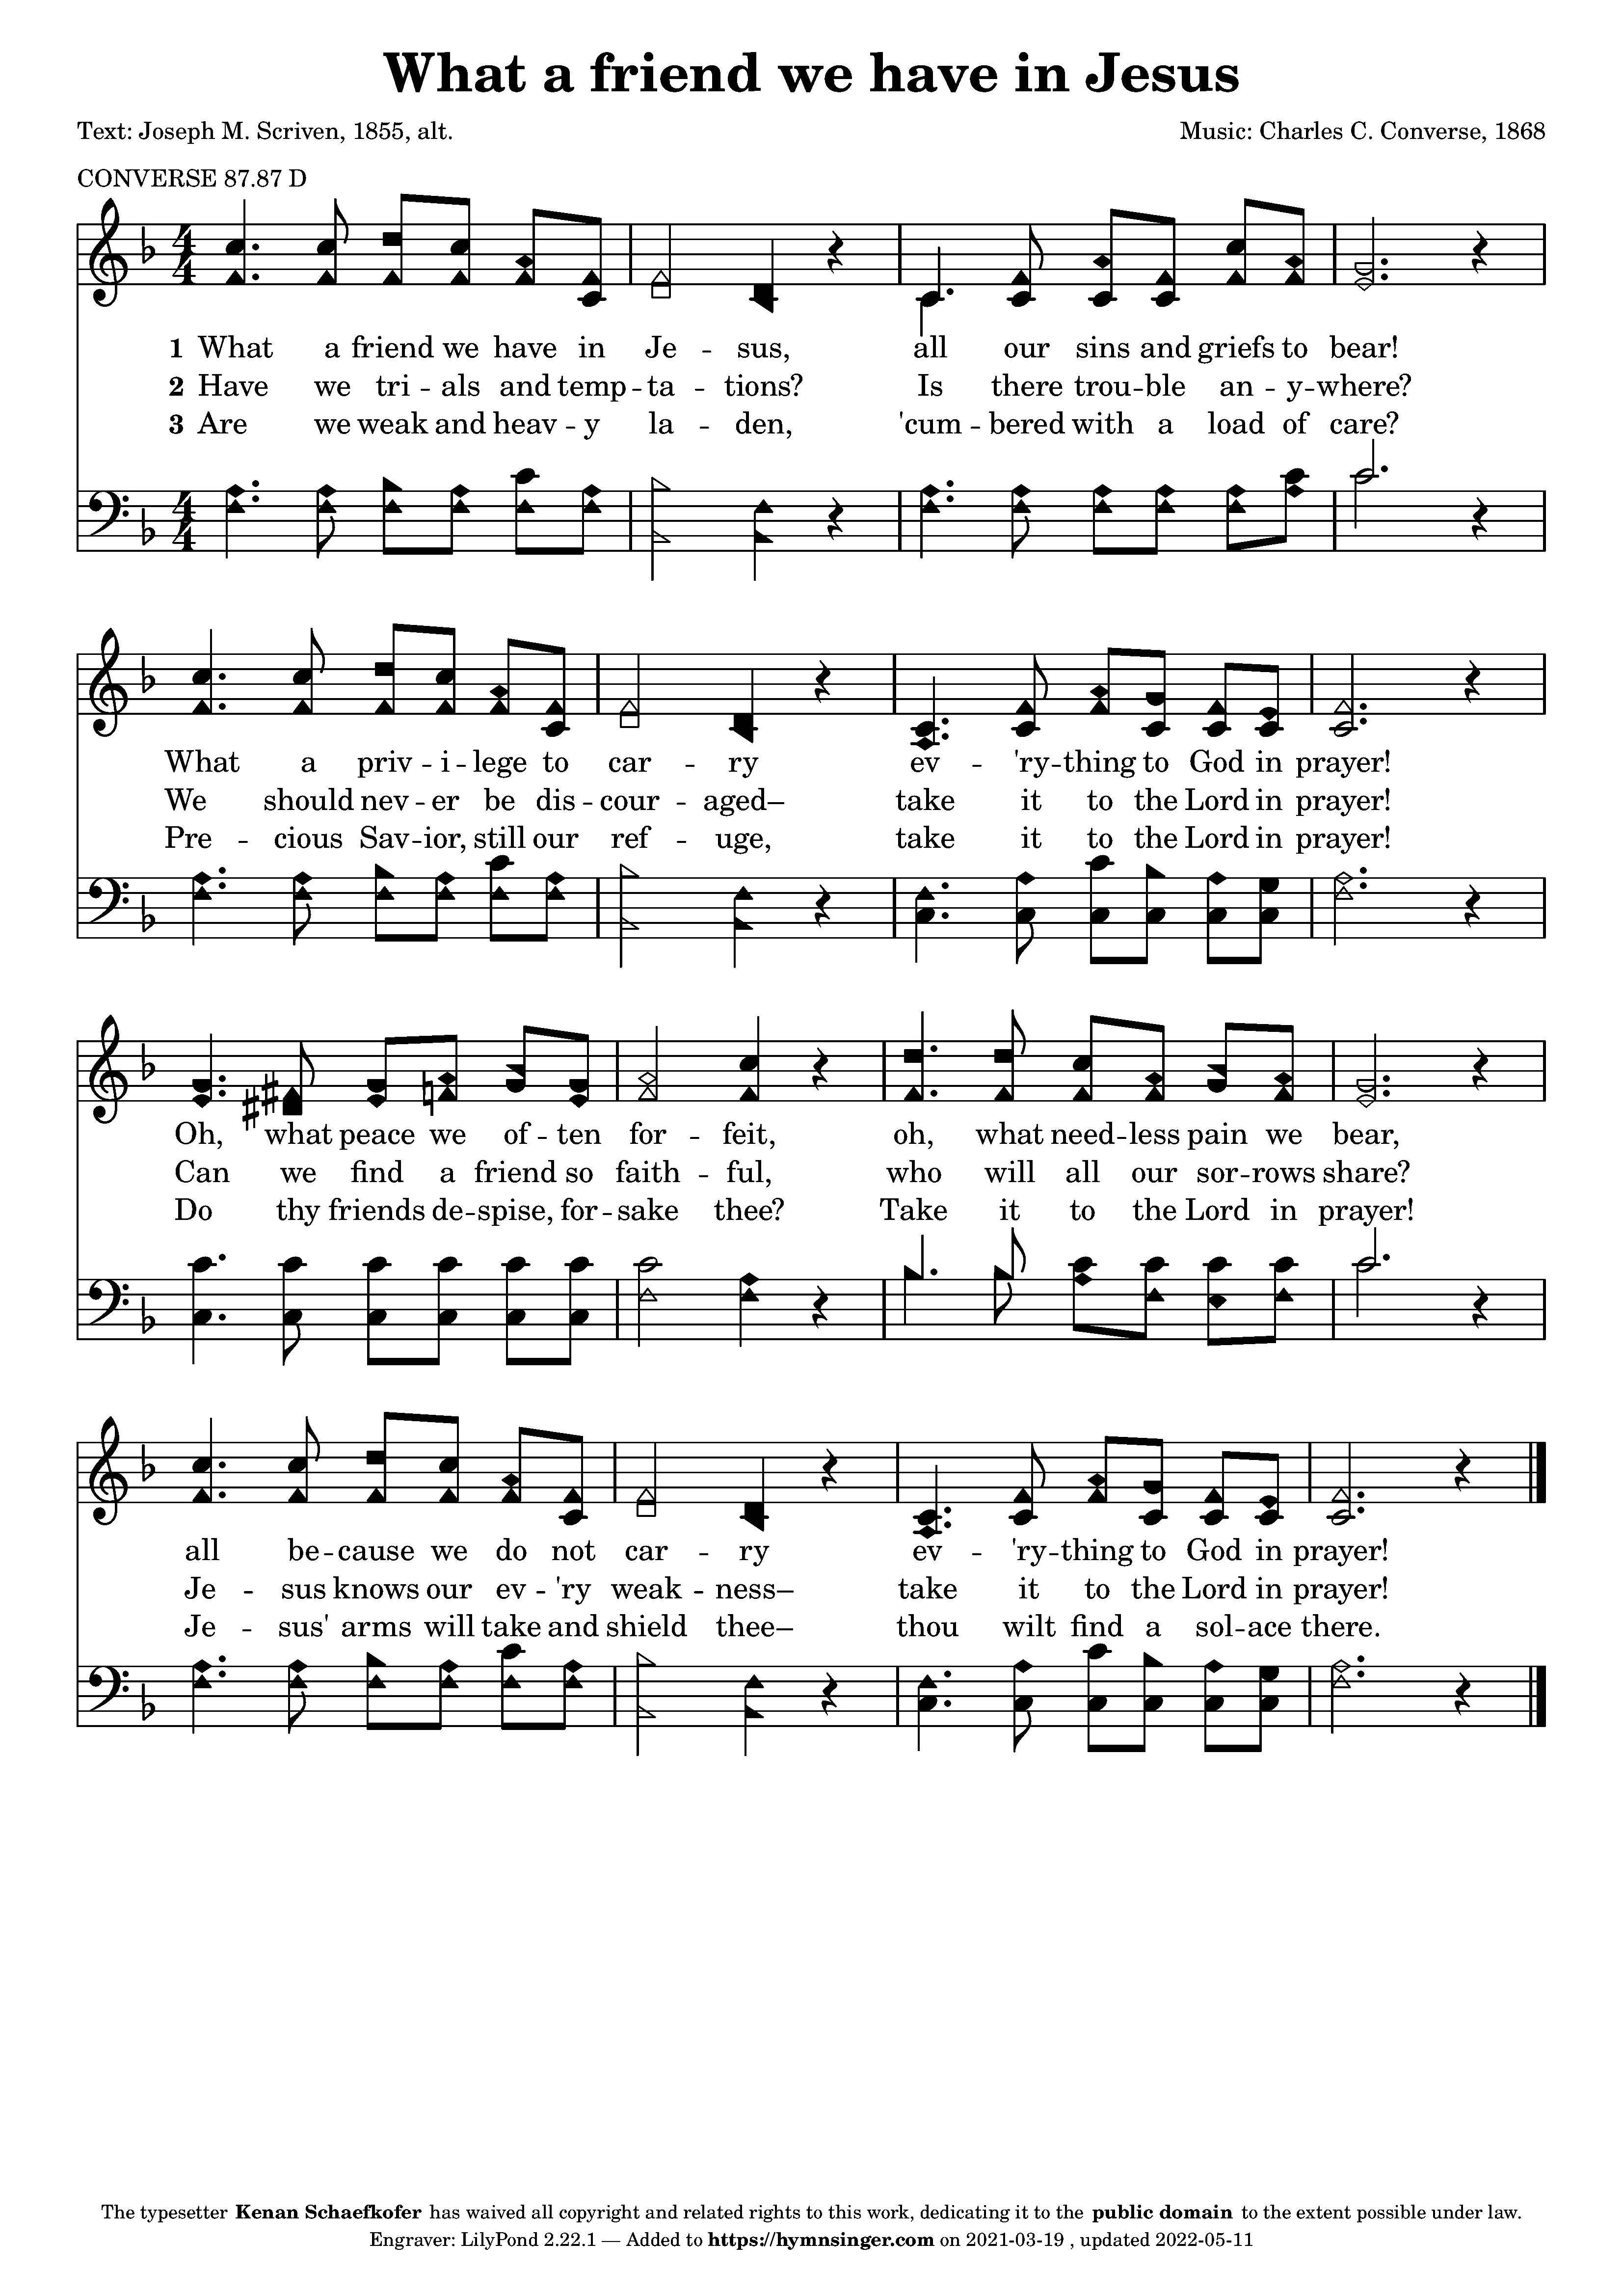 What a friend we have in Jesus
Text: Joseph M. Scriven, 1855, alt.
Music: Charles C. Converse, 1868
CONVERSE 87.87 D
4 4
1 What a friend we have in Je - sus, all our sins and griefs to bear!
2 Have we tri - als and temp - ta - tions? Is there trou - ble an - y - where?
3 Are we weak and heav - y la - den, 'cum - bered with a load of care?
4 4
What a priv - i - lege to car - ry ev - 'ry - thing to God in prayer!
We should nev - er be dis - cour - aged– take it to the Lord in prayer!
Pre - cious Sav - ior, still our ref - uge, take it to the Lord in prayer!
Oh, what peace we of - ten for - feit, oh, what need - less pain we bear,
Can we find a friend so faith - ful, who will all our sor - rows share?
Do thy friends de - spise, for - sake thee? Take it to the Lord in prayer!
all be - cause we do not car - ry ev - 'ry - thing to God in prayer!
Je - sus knows our ev - 'ry weak - ness– take it to the Lord in prayer!
Je - sus' arms will take and shield thee– thou wilt find a sol - ace there.
The typesetter Kenan Schaefkofer has waived all copyright and related rights to this work, dedicating it to the public domain to the extent possible under law.
Engraver: LilyPond 2.22.1 — Added to https://hymnsinger.com on 2021-03-19 , updated 2022-05-11